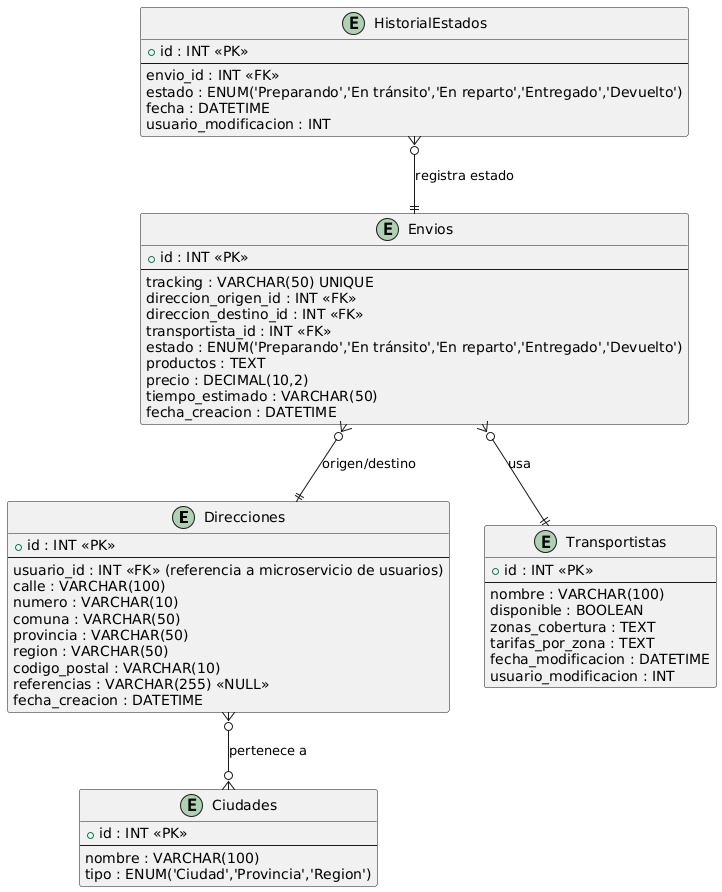 E HistorialEstados
id : INT «PK»
envio_id : INT «FK»
estado : ENUM('Preparando','En tránsito','En reparto','Entregado','Devuelto')
fecha : DATETIME
usuario_modificacion : INT
registra estado
E Envios
id : INT «PK»
tracking : VARCHAR(50) UNIQUE
direccion_origen_id : INT «FK»
direccion_destino_id : INT «FK»
transportista_id : INT «FK»
estado : ENUM('Preparando','En tránsito','En reparto','Entregado','Devuelto')
productos : TEXT
precio : DECIMAL(10,2)
tiempo_estimado : VARCHAR(50)
fecha_creacion : DATETIME
origen/destino
usa
E Direcciones
id : INT «PK»
usuario_id : INT «FK» (referencia a microservicio de usuarios)
calle : VARCHAR(100)
numero : VARCHAR(10)
comuna : VARCHAR(50)
provincia : VARCHAR(50)
region : VARCHAR(50)
codigo_postal : VARCHAR(10)
referencias : VARCHAR(255) «NULL»
fecha_creacion : DATETIME
E Transportistas
id : INT «PK»
nombre : VARCHAR(100)
disponible : BOOLEAN
zonas_cobertura : TEXT
tarifas_por_zona : TEXT
fecha_modificacion : DATETIME
usuario_modificacion : INT
pertenece a
E Ciudades
id : INT «PK»
nombre : VARCHAR(100)
tipo : ENUM('Ciudad','Provincia','Region')